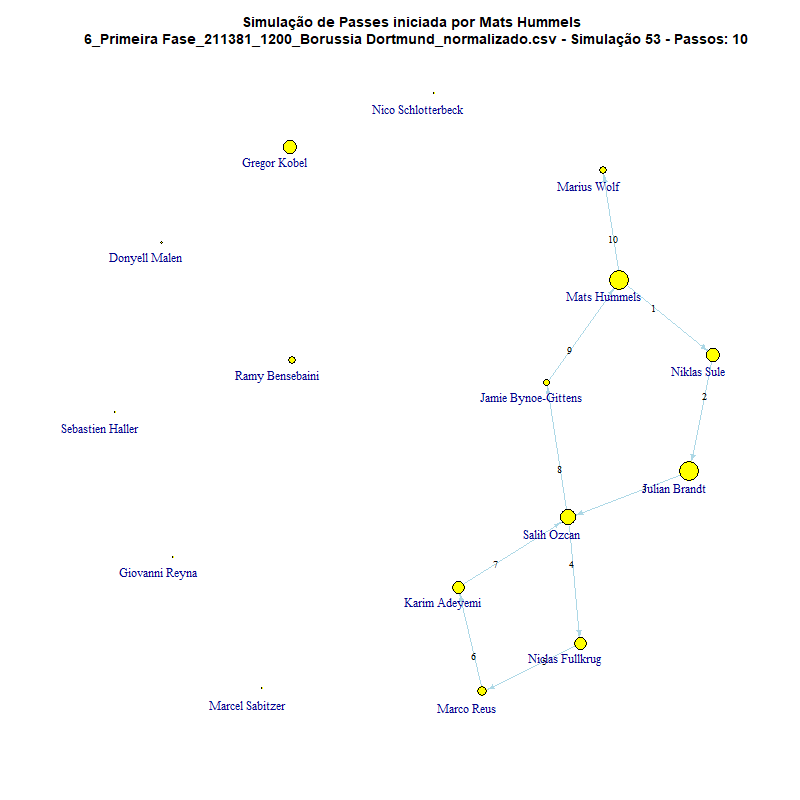 Simulação de Passes iniciada por Mats Hummels
6_Primeira Fase_211381_1200_Borussia Dortmund_normalizado.csv - Simulação 53 - Passos: 10
Nico Schlotterbeck
Gregor Kobel
Marius Wolf
10
Donyell Malen
Mats Hummels
1
9
Niklas Sule
Ramy Bensebaini
Jamie Bynoe-Gittens
2
Sebastien Haller
8
Julian Brandt
Salih Ozcan
4
7
Giovanni Reyna
Karim Adeyemi
6
Niclas Fullkrug
Marcel Sabitzer
Marco Reus